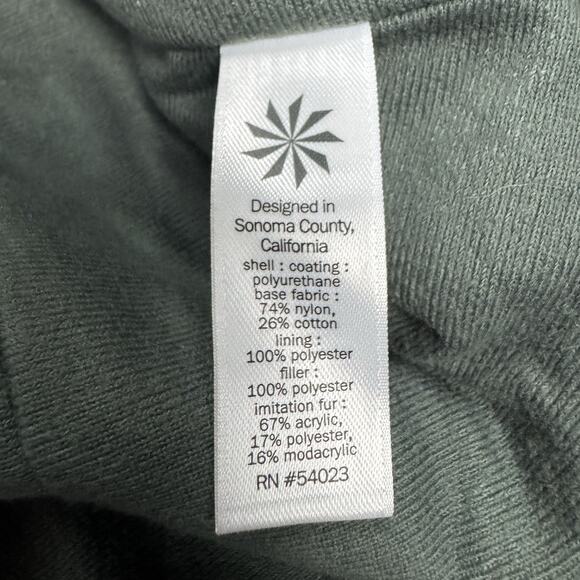 Designed in
Sonoma County,
California
shell : coating :
polyurethane
base fabric :
74% nylon,
26% cotton
lining :
100% polyester
filler :
100% polyester
imitation fur :
67% acrylic,
17% polyester,
16% modacrylic
RN #54023